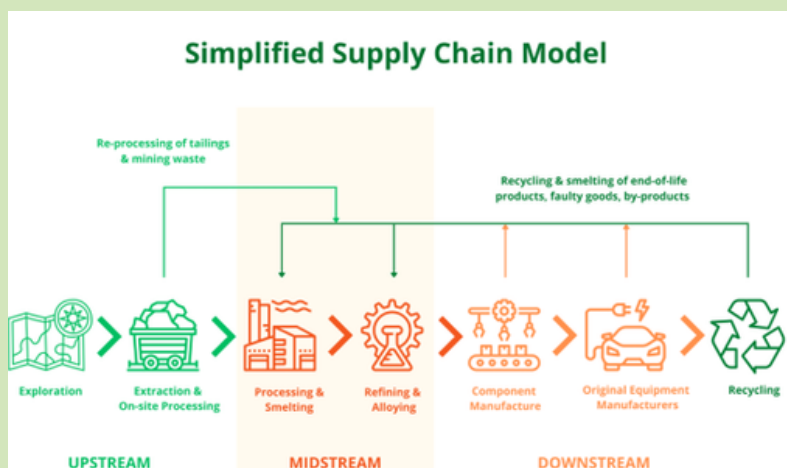 Simplified Supply Chain Model
Re-processing of tailings
& mining waste
Recycling & smelting of end-of-life
products, faulty goods, by-products
Exploration
Extraction &
On-site Processing
Processing &
Smelting
Refining &
Alloying
Component
Manufacture
Original Equipment
Manufacturers
Recycling
UPSTREAM
MIDSTREAM
DOWNSTREAM